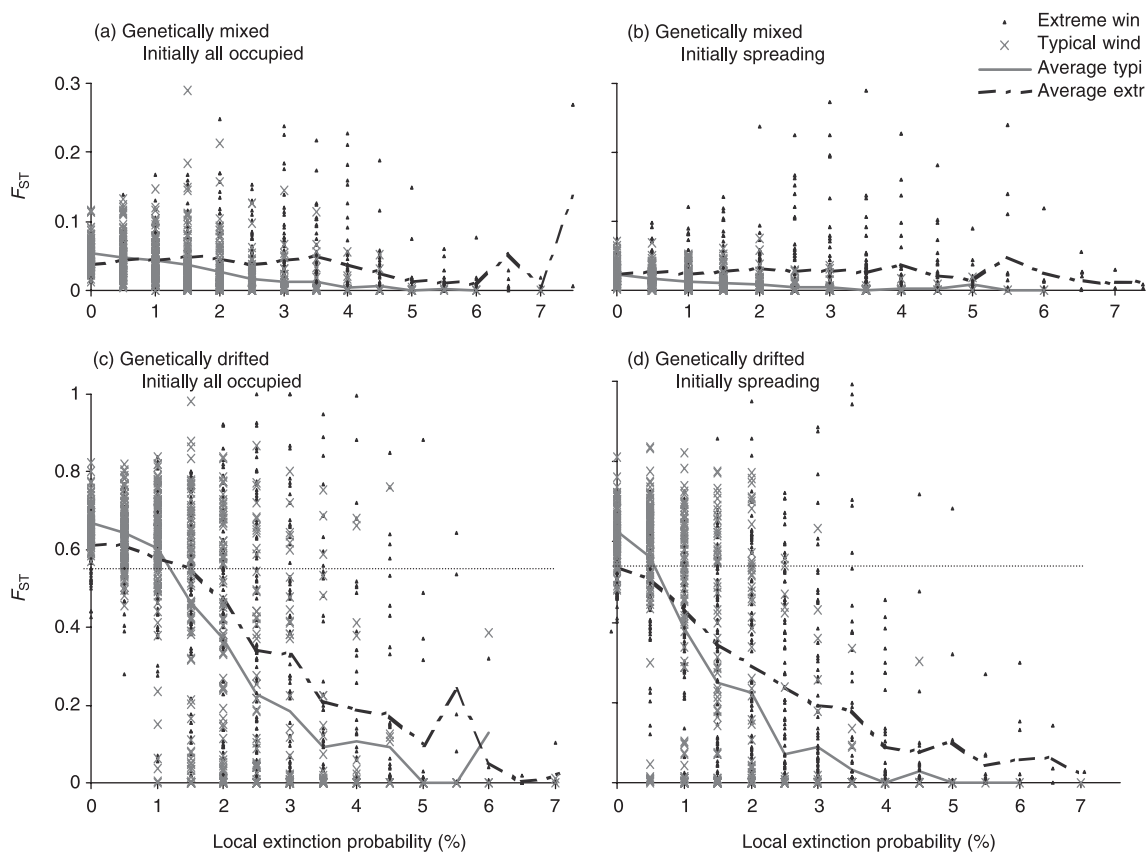 (a) Genetically mixed
Initially all occupied
(b) Genetically mixed
Initially spreading
Extreme win
Typical wind
Average typi
Average extr
0.3
0.2
0.1
0
FST
0 1 2 3 4 5 6 7
0 1 2 3 4 5 6 7
(c) Genetically drifted
Initially all occupied
(d) Genetically drifted
Initially spreading
1
0.8
0.6
0.4
0.2
0
FST
0 1 2 3 4 5 6 7
0 1 2 3 4 5 6 7
Local extinction probability (%)
Local extinction probability (%)